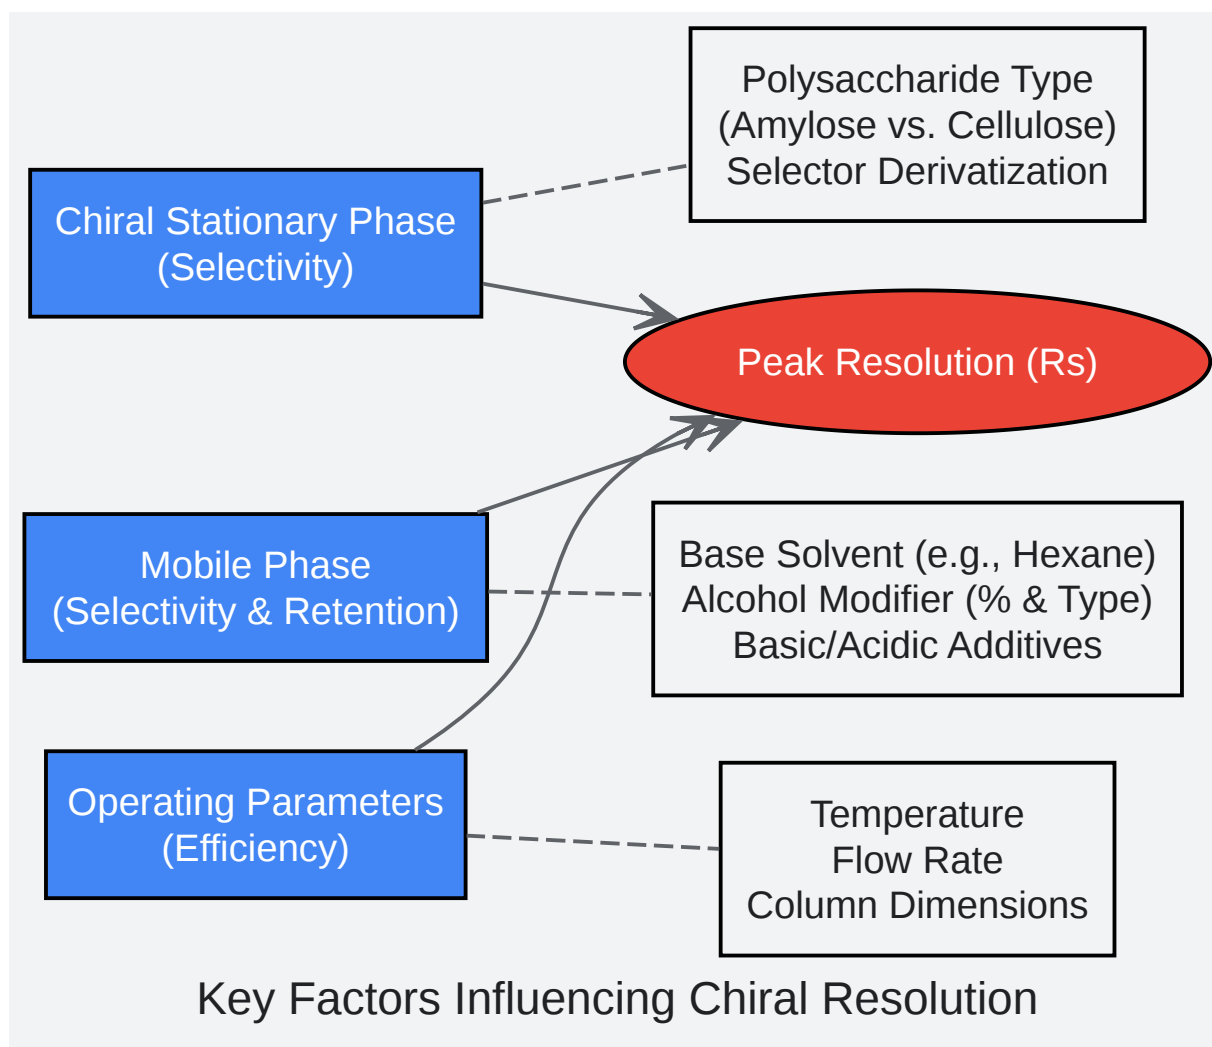 Polysaccharide Type
(Amylose vs. Cellulose)
Selector Derivatization
Chiral Stationary Phase
(Selectivity)
Peak Resolution (Rs)
Mobile Phase
(Selectivity & Retention)
Base Solvent (e.g., Hexane)
Alcohol Modifier (% & Type)
Basic/Acidic Additives
Operating Parameters
(Efficiency)
Temperature
Flow Rate
Column Dimensions
Key Factors Influencing Chiral Resolution